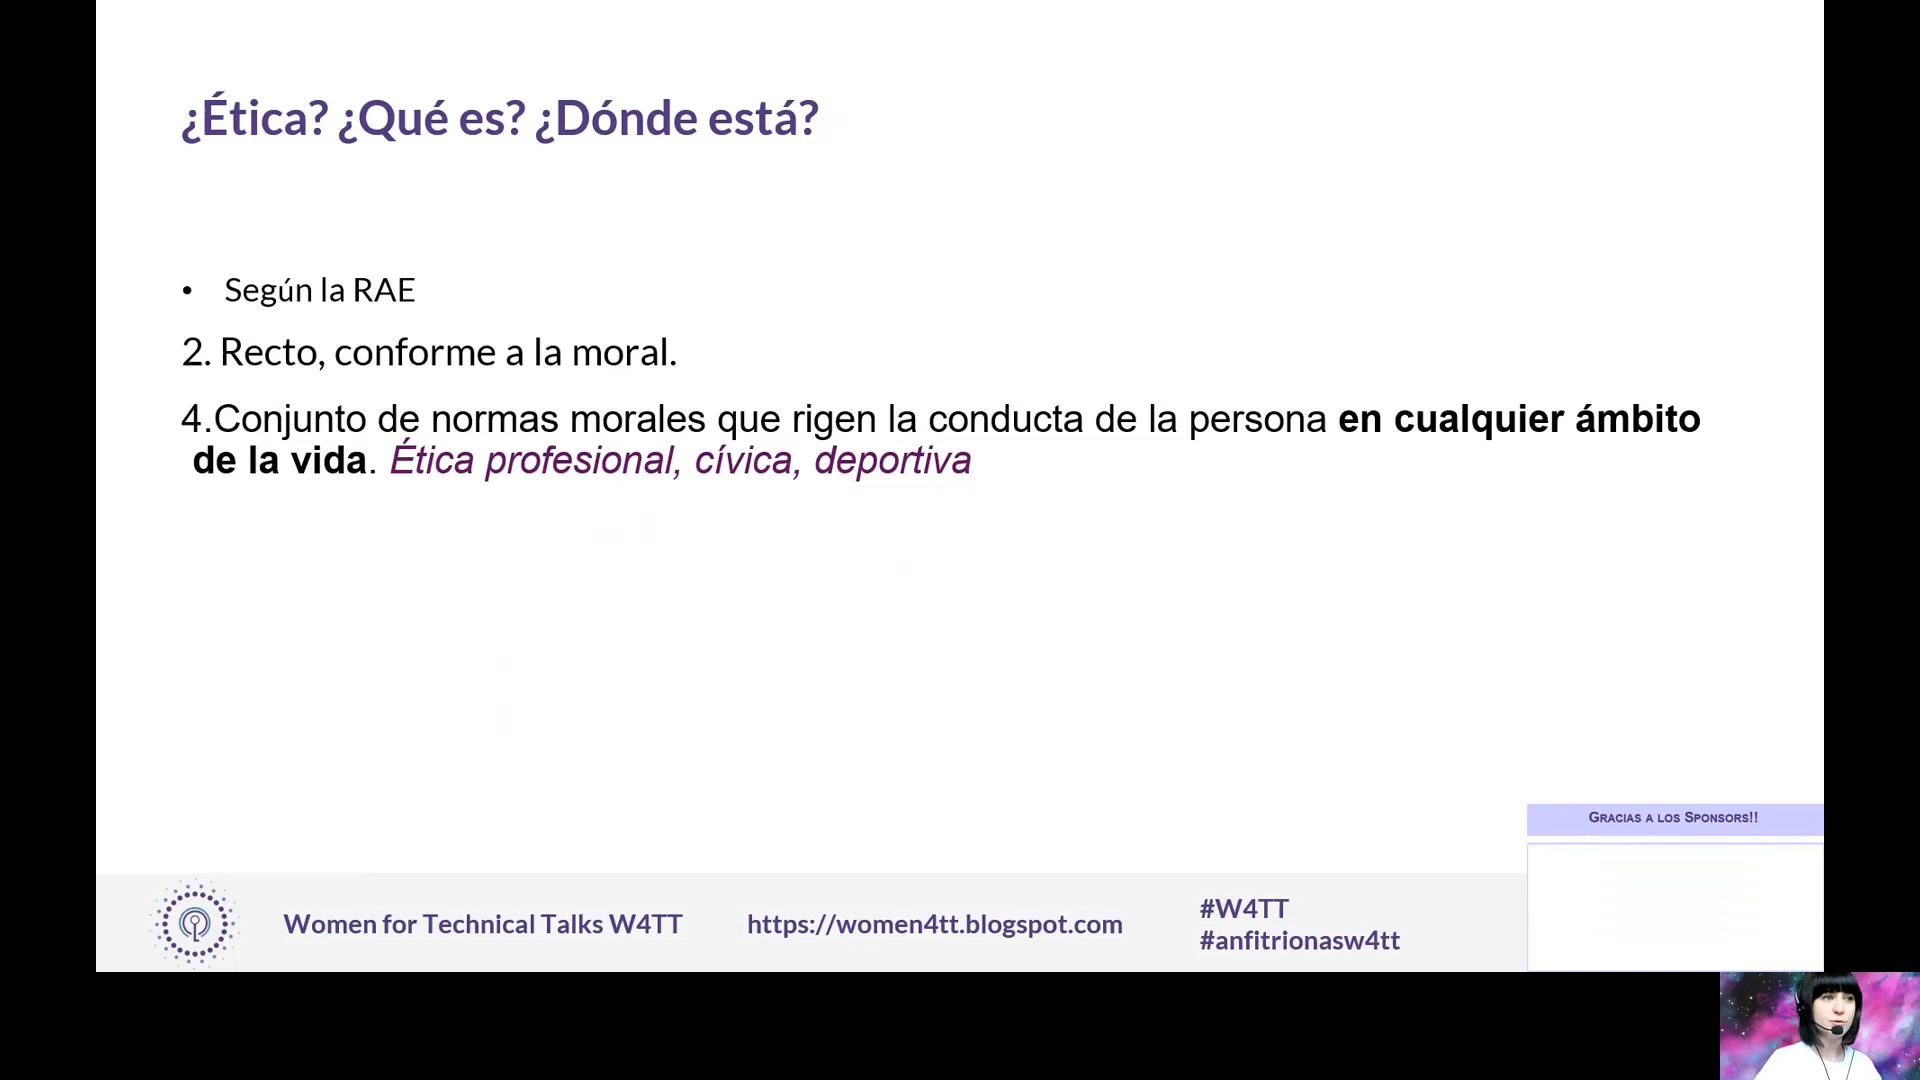 ¿Ética? ¿Qué es? ¿Dónde está?
• Según la RAE
2. Recto, conforme a la moral.
4.Conjunto de normas morales que rigen la conducta de la persona en cualquier ámbito
de la vida. Ética profesional, cívica, deportiva
Gracias a los Sponsors!!
Women for Technical Talks W4TT
https://women4tt.blogspot.com
#W4TT
#anfitrionasw4tt